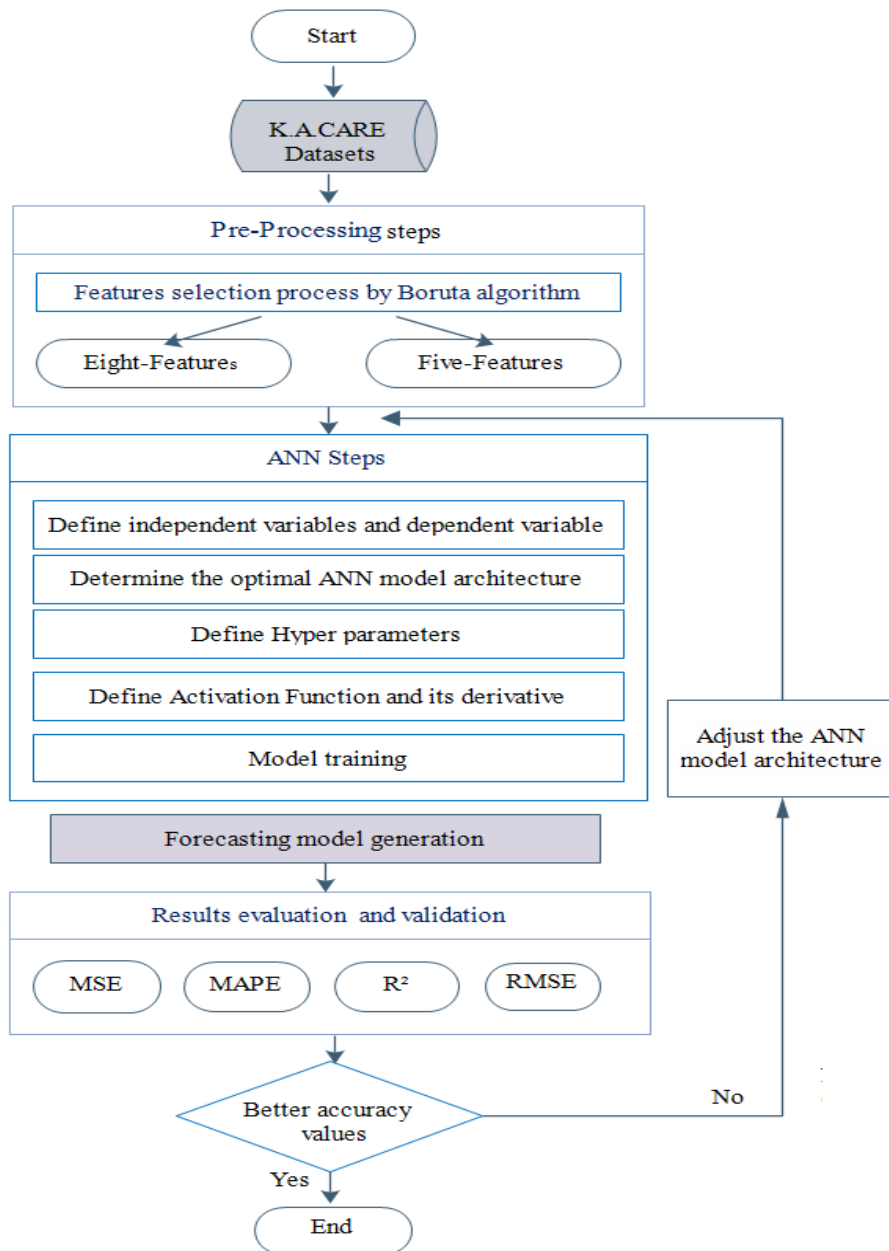 Start
K.A.CARE
Datasets
Pre-Processing steps
Features selection process by Boruta algorithm
Eight-Features
Five-Features
ANN Steps
Define independent variables and dependent variable
Determine the optimal ANN model architecture
Define Hyper parameters
Define Activation Function and its derivative
Model training
Adjust the ANN
model architecture
Forecasting model generation
Results evaluation and validation
MSE
MAPE
R²
RMSE
Better accuracy
values
No
Yes
End